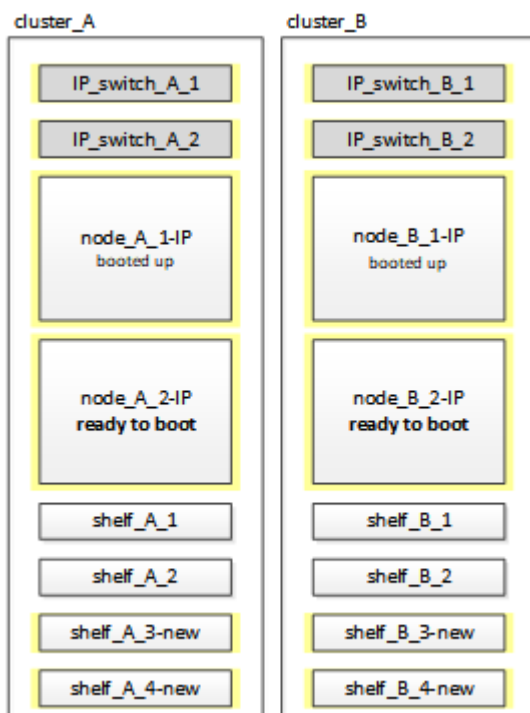 cluster_A
IP_switch_A_1
IP_switch_A_2
node_A_1-IP
booted up
node_A_2-IP
ready to boot
shelf_A_1
shelf_A_2
shelf_A_3-new
shelf_A_4-new
cluster_B
IP_switch_B_1
IP_switch_B_2
node_B_1-IP
booted up
node_B_2-IP
ready to boot
shelf_B_1
shelf_B_2
shelf_B_3-new
shelf_B_4-new